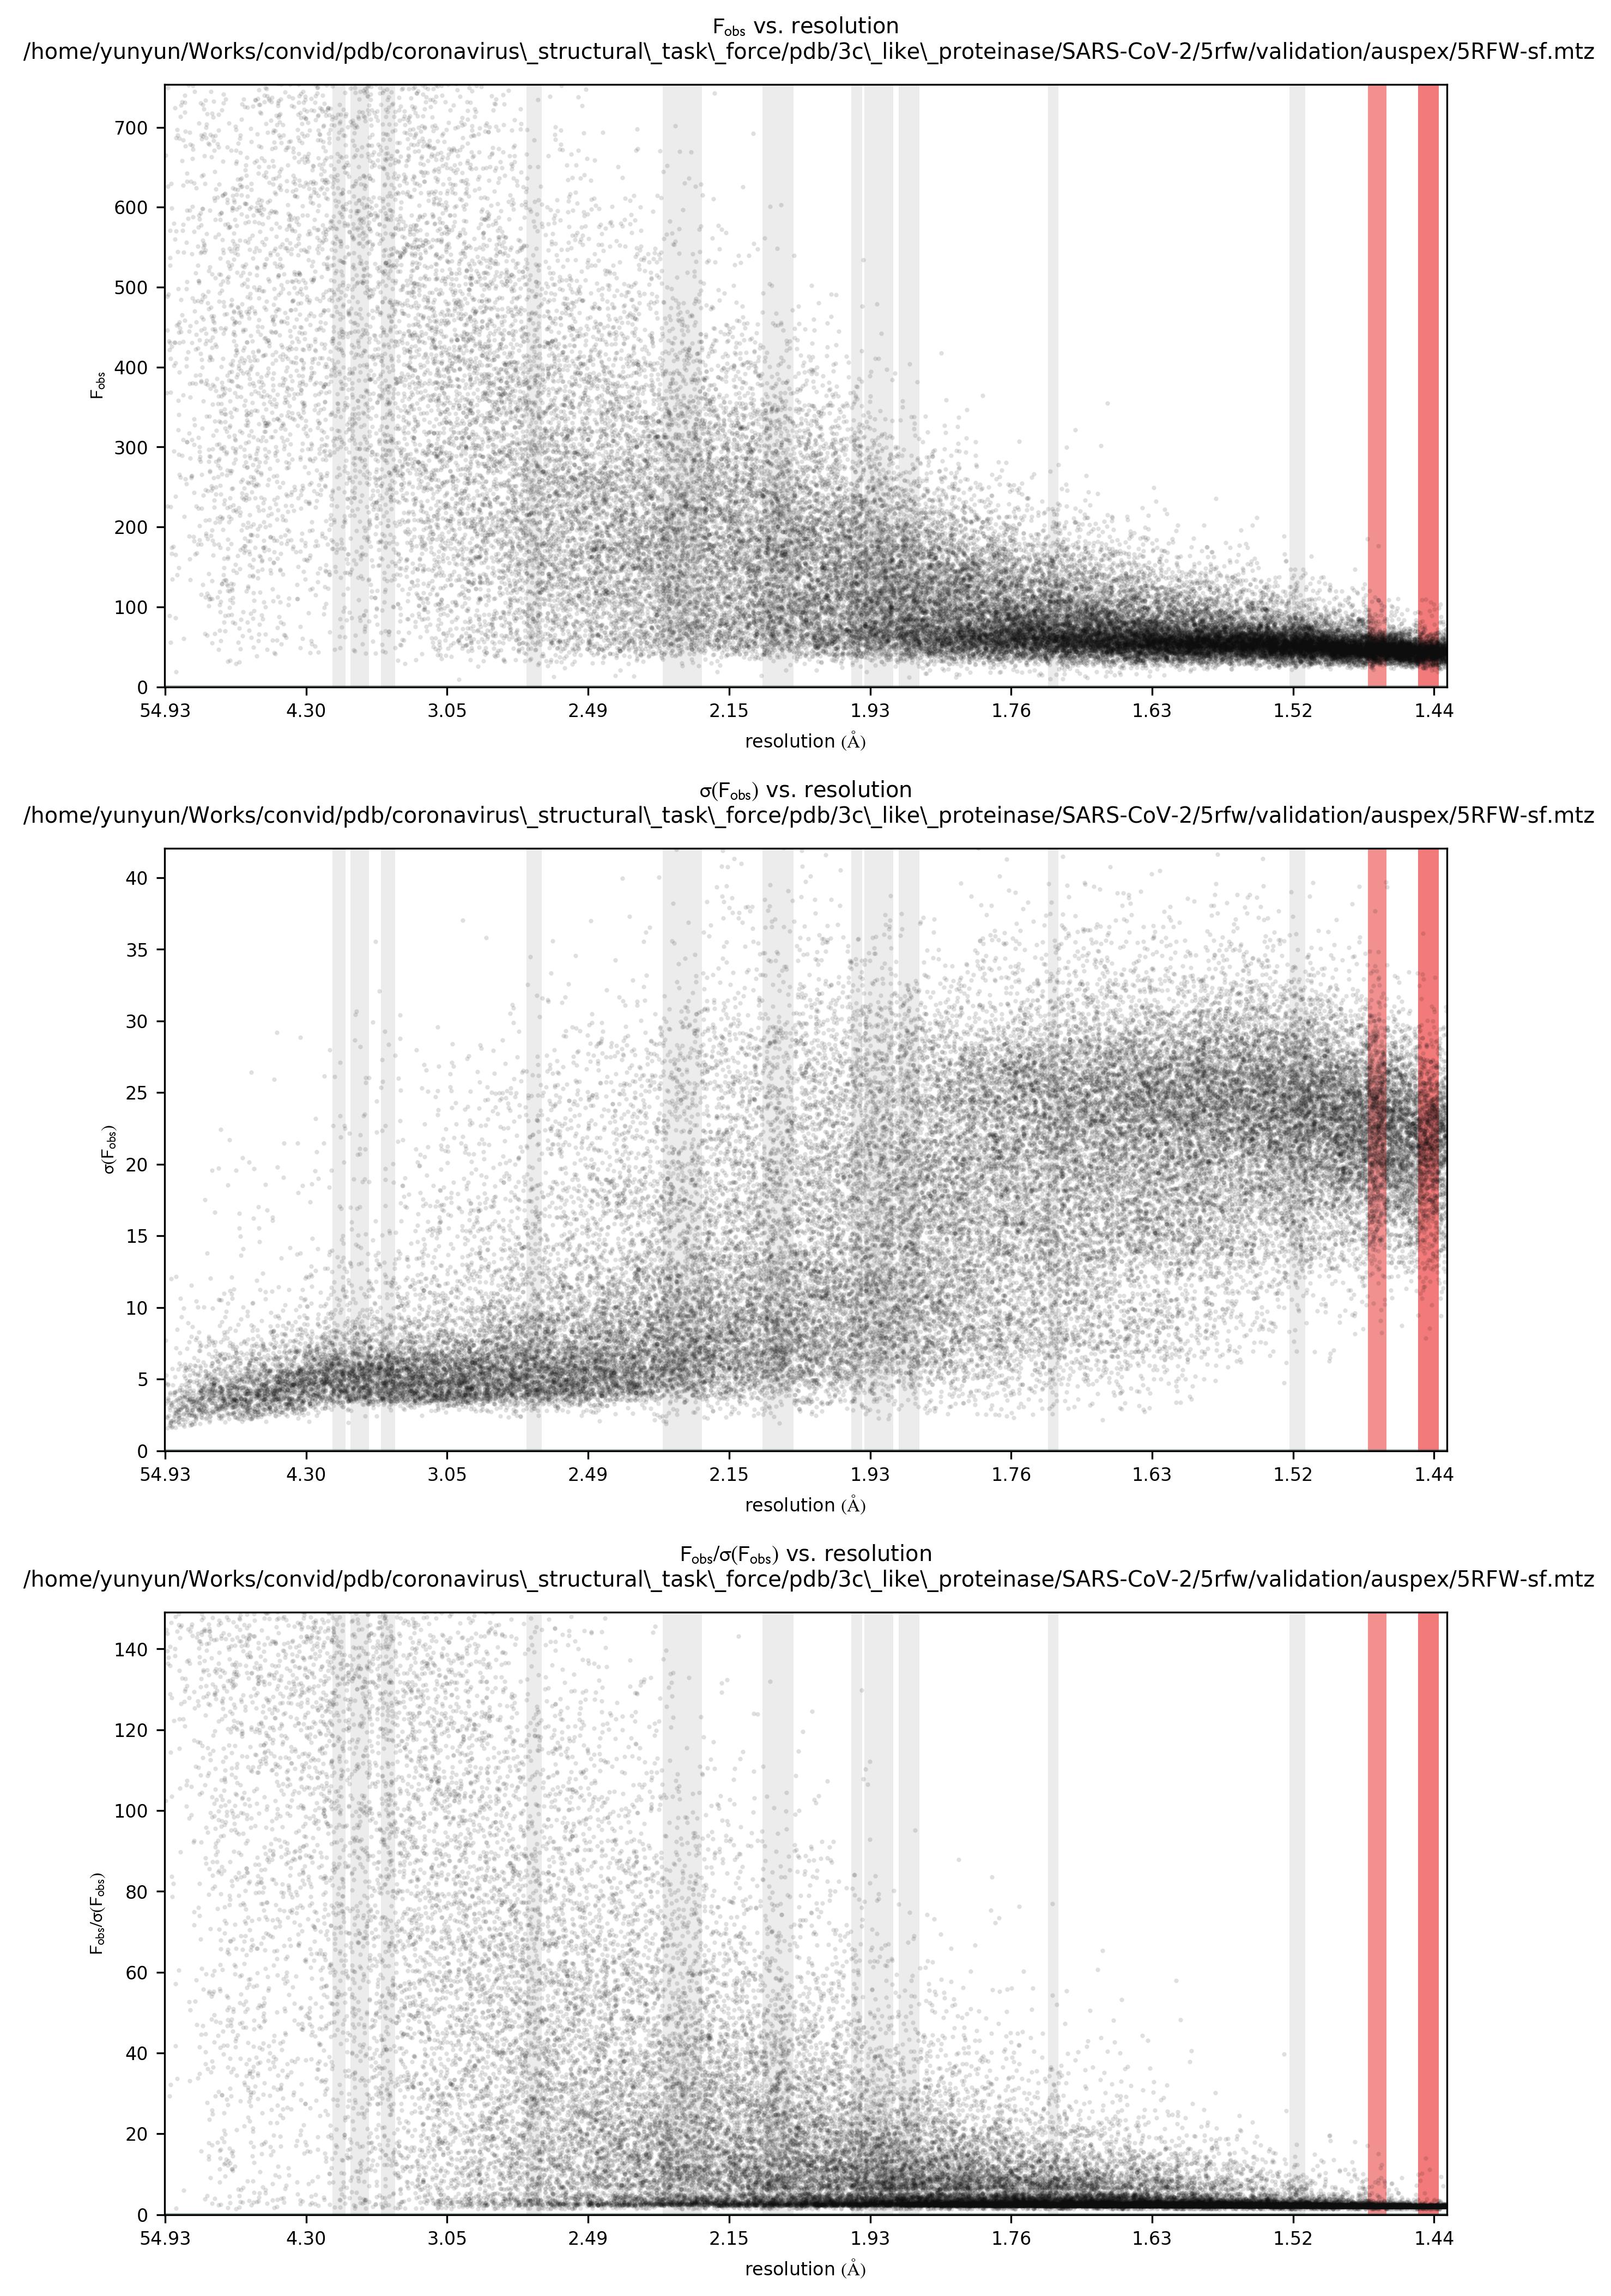 Fobs vs. resolution
/home/yunyun/Works/convid/pdb/coronavirus\_structural\_task\_force/pdb/3c\_like\_proteinase/SARS-CoV-2/5rfw/validation/auspex/5RFW-sf.mtz
700
600
500
400
300
200
100
0
Fobs
54.93 4.30 3.05 2.49 2.15 1.93 1.76 1.63 1.52 1.44
resolution (Å)
σ(Fobs) vs. resolution
/home/yunyun/Works/convid/pdb/coronavirus\_structural\_task\_force/pdb/3c\_like\_proteinase/SARS-CoV-2/5rfw/validation/auspex/5RFW-sf.mtz
40
35
30
25
20
15
10
5
0
σ(Fobs)
54.93 4.30 3.05 2.49 2.15 1.93 1.76 1.63 1.52 1.44
resolution (Å)
Fobs/σ(Fobs) vs. resolution
/home/yunyun/Works/convid/pdb/coronavirus\_structural\_task\_force/pdb/3c\_like\_proteinase/SARS-CoV-2/5rfw/validation/auspex/5RFW-sf.mtz
140
120
100
80
60
40
20
0
Fobs/σ(Fobs)
54.93 4.30 3.05 2.49 2.15 1.93 1.76 1.63 1.52 1.44
resolution (Å)